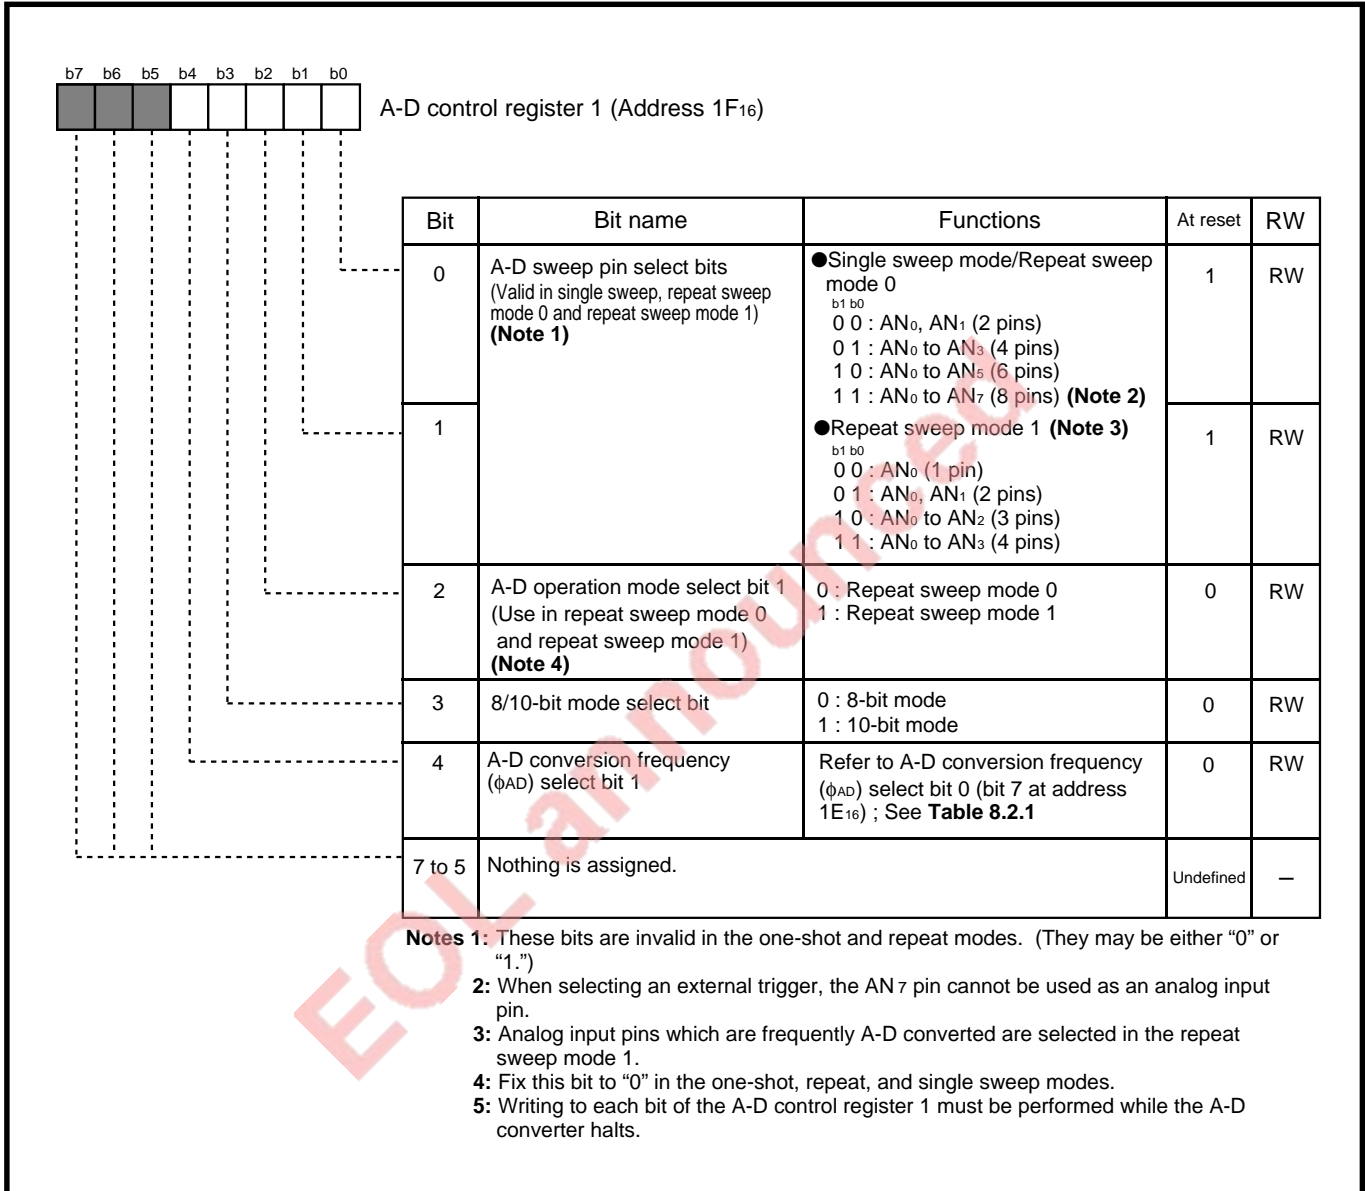 b7 b6 b5 b4 b3 b2 b1 b0
A-D control register 1 (Address 1F16)
Bit Bit name Functions At reset RW
0 A-D sweep pin select bits
(Valid in single sweep, repeat sweep
mode 0 and repeat sweep mode 1)
(Note 1)
●Single sweep mode/Repeat sweep
mode 0
b1 b0
0 0 : AN0, AN1 (2 pins)
0 1 : AN0 to AN3 (4 pins)
1 0 : AN0 to AN5 (6 pins)
1 1 : AN0 to AN7 (8 pins) (Note 2)
1 RW
1
●Repeat sweep mode 1 (Note 3)
b1 b0
0 0 : AN0 (1 pin)
0 1 : AN0, AN1 (2 pins)
1 0 : AN0 to AN2 (3 pins)
1 1 : AN0 to AN3 (4 pins)
1 RW
2 A-D operation mode select bit 1
(Use in repeat sweep mode 0
and repeat sweep mode 1)
(Note 4)
0 : Repeat sweep mode 0
1 : Repeat sweep mode 1
0 RW
3 8/10-bit mode select bit
0 : 8-bit mode
1 : 10-bit mode
0 RW
4 A-D conversion frequency
(ϕAD) select bit 1
Refer to A-D conversion frequency
(ϕAD) select bit 0 (bit 7 at address
1E16) ; See Table 8.2.1
0 RW
7 to 5 Nothing is assigned. Undefined –
Notes 1: These bits are invalid in the one-shot and repeat modes. (They may be either “0” or
“1.”)
2: When selecting an external trigger, the AN7 pin cannot be used as an analog input
pin.
3: Analog input pins which are frequently A-D converted are selected in the repeat
sweep mode 1.
4: Fix this bit to “0” in the one-shot, repeat, and single sweep modes.
5: Writing to each bit of the A-D control register 1 must be performed while the A-D
converter halts.
EOL announced